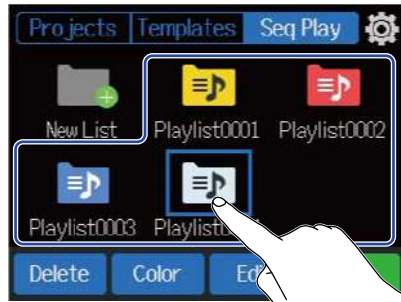 Projects Templates Seq Play
New List Playlist0001 Playlist0002
Playlist0003
Delete Color